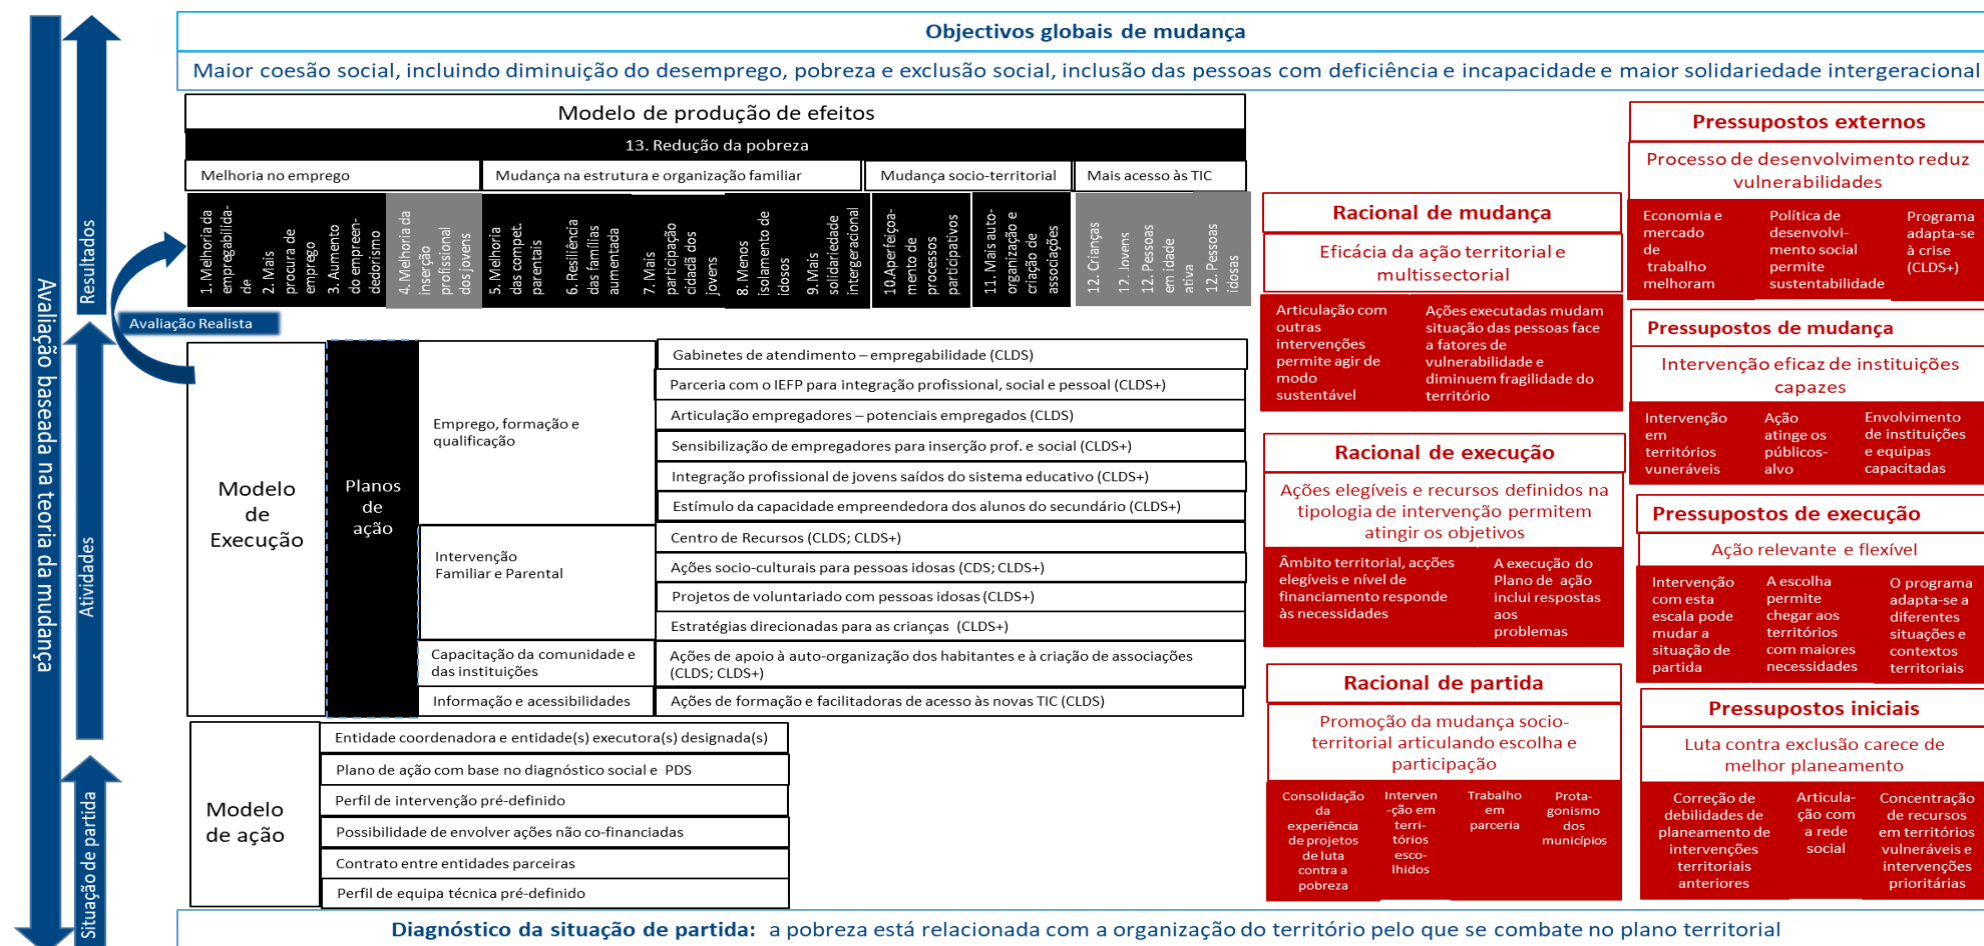 Objectivos globais de mudança
Maior coesão social, incluindo diminuição do desemprego, pobreza e exclusão social, inclusão das pessoas com deficiência e incapacidade e maior solidariedade intergeracional
Avaliação baseada na teoria da mudança
Resultados
Atividades
Situação de partida
Avaliação Realista
Modelo de produção de efeitos
13. Redução da pobreza
Melhoria no emprego
Mudança na estrutura e organização familiar
Mudança socio-territorial
Mais acesso às TIC
1. Melhoria da
empregabilida-
de
2. Mais
procura de
emprego
3. Aumento
do empreen-
dedorismo
4. Melhoria da
inserção
profissional
dos jovens
5. Melhoria
das compet.
parentais
6. Resiliência
das famílias
aumentada
7. Mais
participação
cidadã dos
jovens
8. Menos
isolamento de
idosos
9. Mais
solidariedade
intergeracional
10.Aperfeiçoa-
mento de
processos
participativos
11. Mais auto-
organização e
criação de
associações
12. Crianças
12. Jovens
12. Pessoas
em idade
ativa
12. Pessoas
idosas
Modelo
de
Execução
Planos
de
ação
Emprego, formação e
qualificação
Gabinetes de atendimento – empregabilidade (CLDS)
Parceria com o IEFP para integração profissional, social e pessoal (CLDS+)
Articulação empregadores – potenciais empregados (CLDS)
Sensibilização de empregadores para inserção prof. e social (CLDS+)
Integração profissional de jovens saídos do sistema educativo (CLDS+)
Estímulo da capacidade empreendedora dos alunos do secundário (CLDS+)
Intervenção
Familiar e Parental
Centro de Recursos (CLDS; CLDS+)
Ações socio-culturais para pessoas idosas (CDS; CLDS+)
Projetos de voluntariado com pessoas idosas (CLDS+)
Estratégias direcionadas para as crianças (CLDS+)
Capacitação da comunidade e
das instituições
Ações de apoio à auto-organização dos habitantes e à criação de associações
(CLDS; CLDS+)
Informação e acessibilidades
Ações de formação e facilitadoras de acesso às novas TIC (CLDS)
Modelo
de ação
Entidade coordenadora e entidade(s) executora(s) designada(s)
Plano de ação com base no diagnóstico social e PDS
Perfil de intervenção pré-definido
Possibilidade de envolver ações não co-financiadas
Contrato entre entidades parceiras
Perfil de equipa técnica pré-definido
Racional de mudança
Eficácia da ação territorial e
multissectorial
Articulação com
outras
intervenções
permite agir de
modo
sustentável
Ações executadas mudam
situação das pessoas face
a fatores de
vulnerabilidade e
diminuem fragilidade do
território
Racional de execução
Ações elegíveis e recursos definidos na
tipologia de intervenção permitem
atingir os objetivos
Âmbito territorial, acções
elegíveis e nível de
financiamento responde
às necessidades
A execução do
Plano de ação
inclui respostas
aos
problemas
Racional de partida
Promoção da mudança socio-
territorial articulando escolha e
participação
Consolidação
da
experiência
de projetos
de luta
contra a
pobreza
Interven
-ção em
terri-
tórios
esco-
lhidos
Trabalho
em
parceria
Prota-
gonismo
dos
municípios
Pressupostos externos
Processo de desenvolvimento reduz
vulnerabilidades
Economia e
mercado
de
trabalho
melhoram
Política de
desenvolvi-
mento social
permite
sustentabilidade
Programa
adapta-se
à crise
(CLDS+)
Pressupostos de mudança
Intervenção eficaz de instituições
capazes
Intervenção
em
territórios
vuneráveis
Ação
atinge os
públicos-
alvo
Envolvimento
de instituições
e equipas
capacitadas
Pressupostos de execução
Ação relevante e flexível
Intervenção
com esta
escala pode
mudar a
situação de
partida
A escolha
permite
chegar aos
territórios
com maiores
necessidades
O programa
adapta-se a
diferentes
situações e
contextos
territoriais
Pressupostos iniciais
Luta contra exclusão carece de
melhor planeamento
Correção de
debilidades de
planeamento de
intervenções
territoriais
anteriores
Articula-
ção com
a rede
social
Concentração
de recursos
em territórios
vulneráveis e
intervenções
prioritárias
Diagnóstico da situação de partida: a pobreza está relacionada com a organização do território pelo que se combate no plano territorial